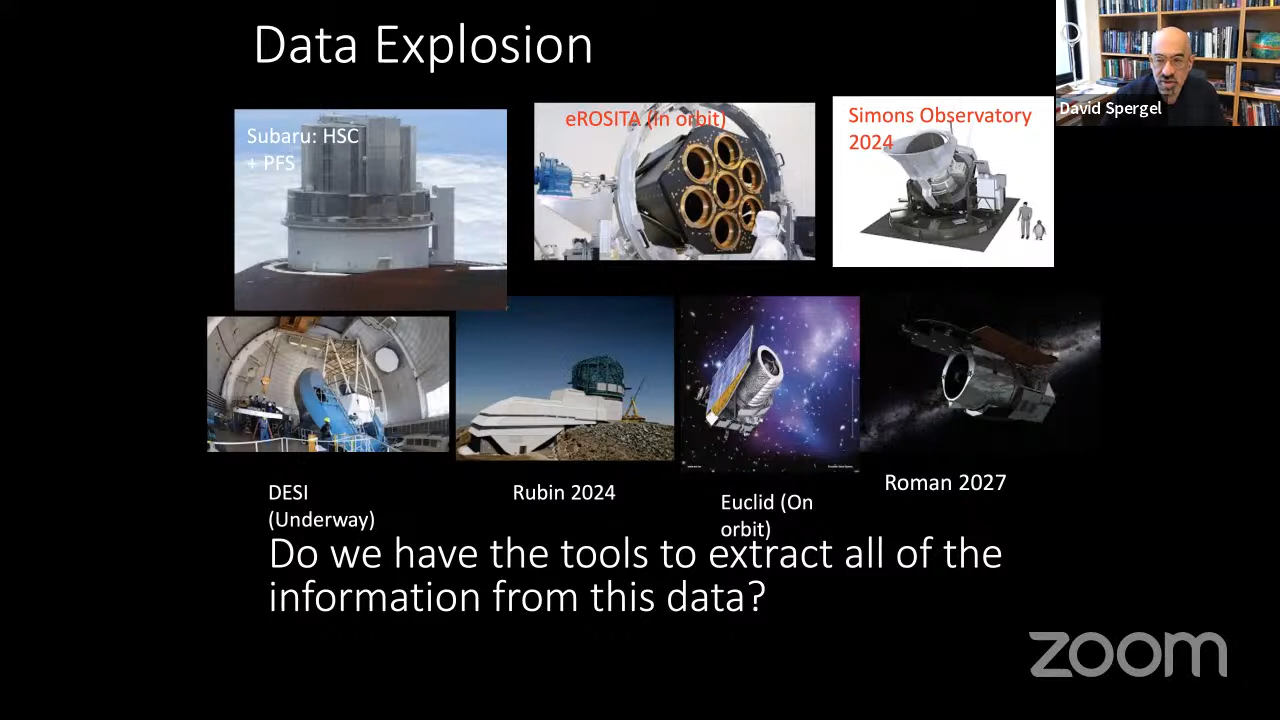 Data Explosion
David Spergel
Subaru: HSC
+ PFS
eROSITA (in orbit)
Simons Observatory
2024
DESI
(Underway)
Rubin 2024
Euclid (On
orbit)
Roman 2027
Do we have the tools to extract all of the
information from this data?
zoom